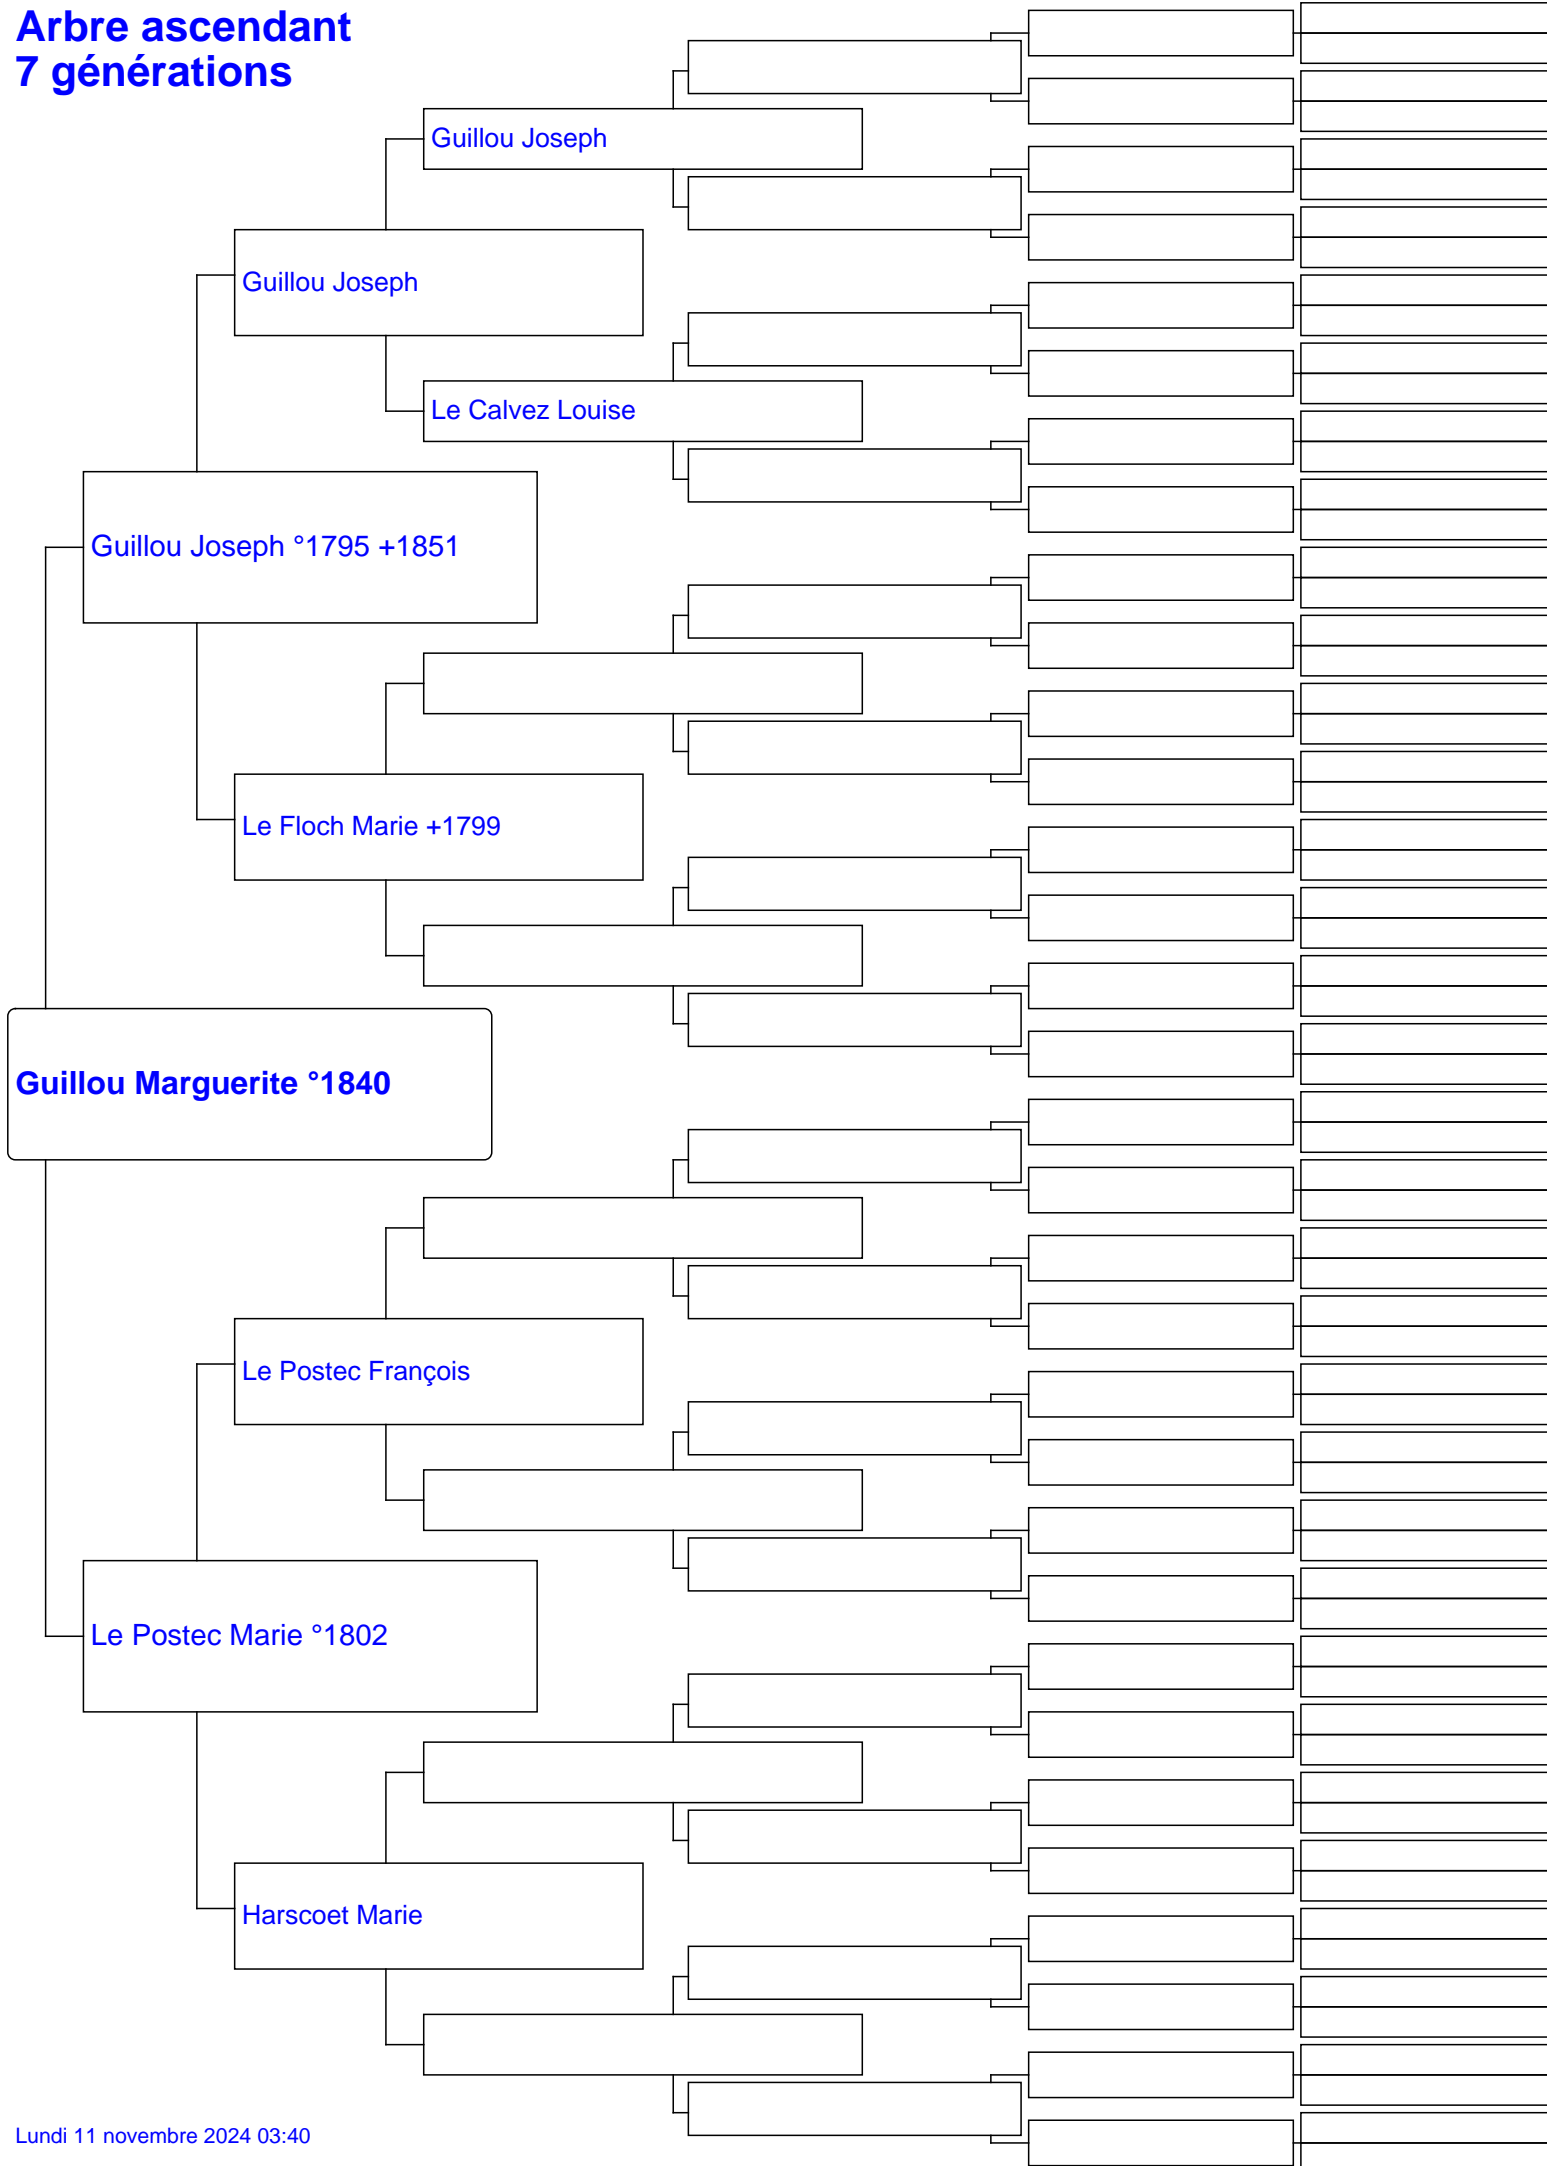 Arbre ascendant
7 générations
Guillou Joseph
Guillou Joseph
Le Calvez Louise
Guillou Joseph °1795 +1851
Le Floch Marie +1799
Guillou Marguerite °1840
Le Postec François
Le Postec Marie °1802
Harscoet Marie
Lundi 11 novembre 2024 03:40